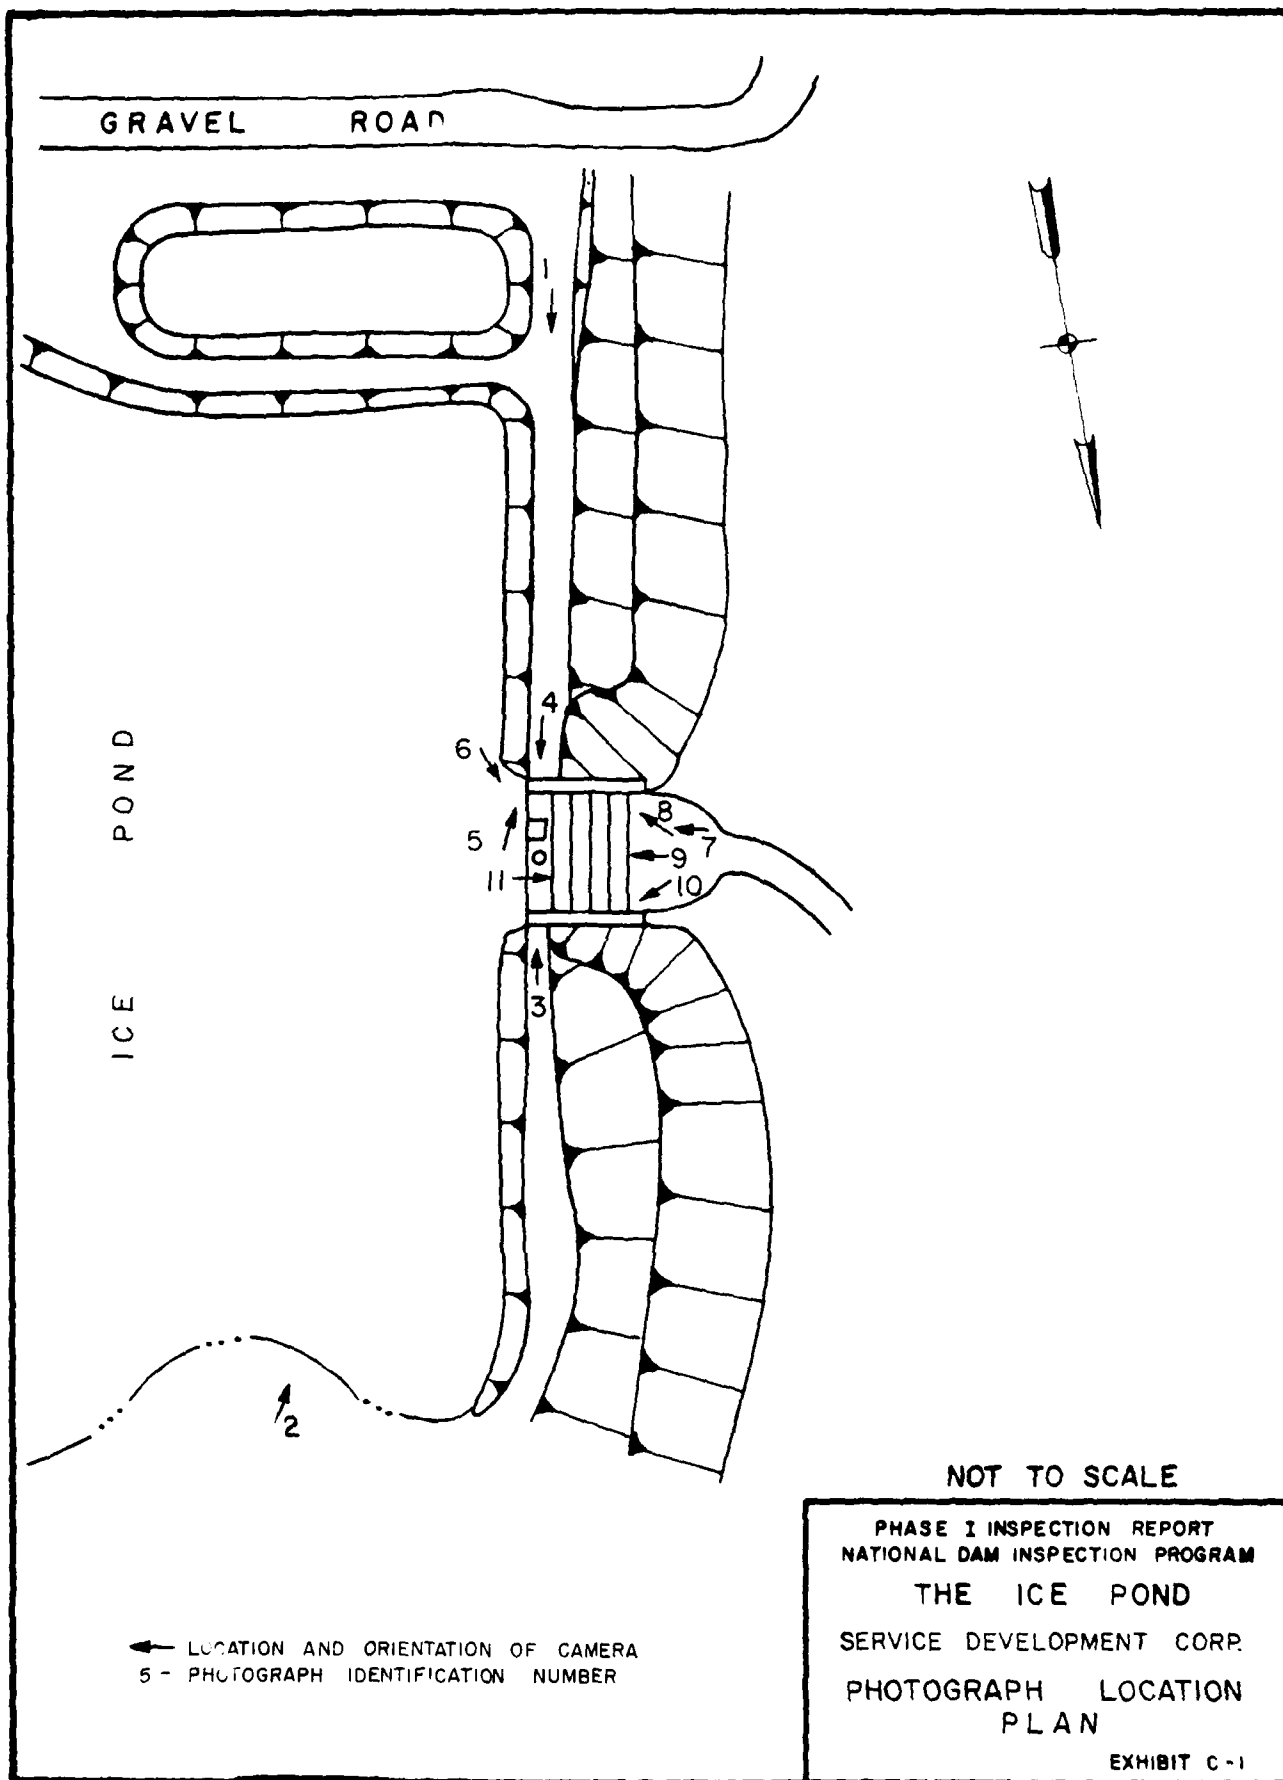 GRAVEL ROAD
1
4
6
5
8
7
9
11
10
3
ICE POND
2
NOT TO SCALE
PHASE I INSPECTION REPORT
NATIONAL DAM INSPECTION PROGRAM
THE ICE POND
SERVICE DEVELOPMENT CORP.
PHOTOGRAPH LOCATION
PLAN
EXHIBIT C-1
LOCATION AND ORIENTATION OF CAMERA
5 - PHOTOGRAPH IDENTIFICATION NUMBER